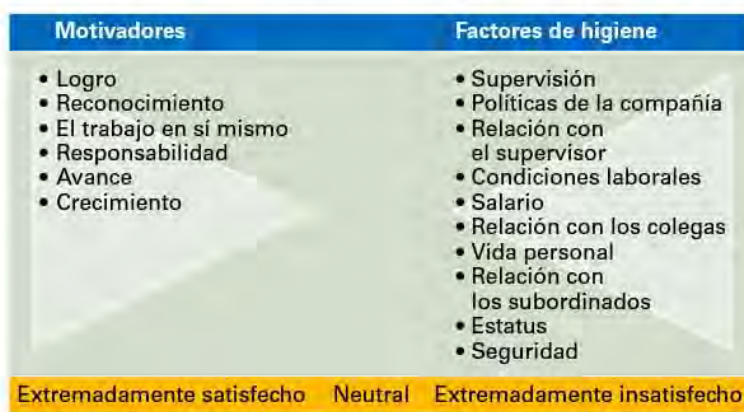 Motivadores
• Logro
• Reconocimiento
• El trabajo en sí mismo
• Responsabilidad
• Avance
• Crecimiento
Factores de higiene
• Supervisión
• Políticas de la compañía
• Relación con
el supervisor
• Condiciones laborales
• Salario
• Relación con los colegas
• Vida personal
• Relación con
los subordinados
• Estatus
• Seguridad
Extremadamente satisfecho Neutral Extremadamente insatisfecho